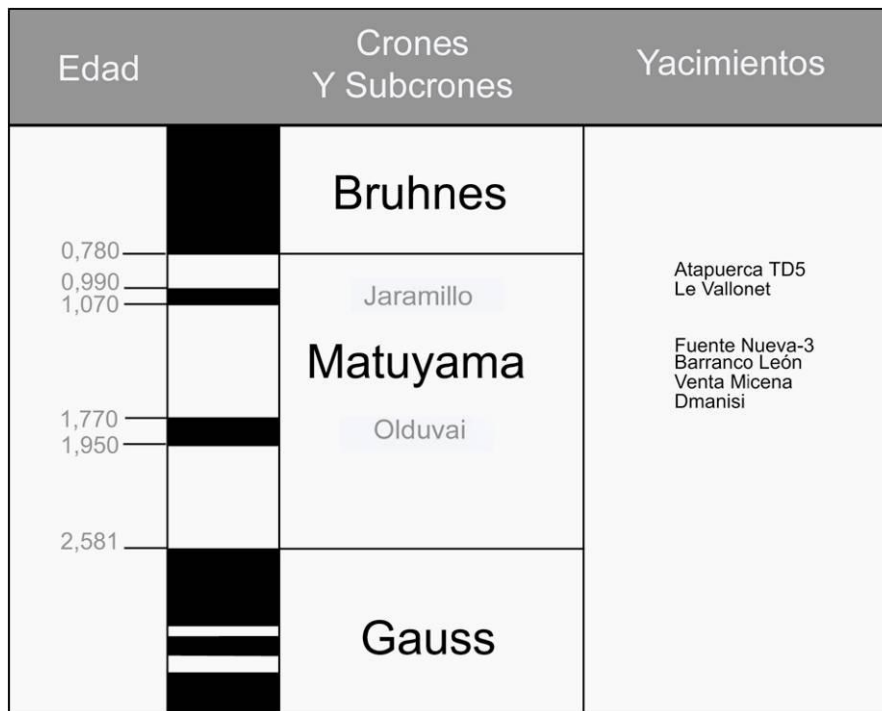 Edad
Crones
Y Subcrones
Yacimientos
Bruhnes
0,780
0,990
1,070
Jaramillo
Atapuerca TD5
Le Vallonet
Matuyama
Fuente Nueva-3
Barranco León
Venta Micena
Dmanisi
1,770
1,950
Olduvai
2,581
Gauss